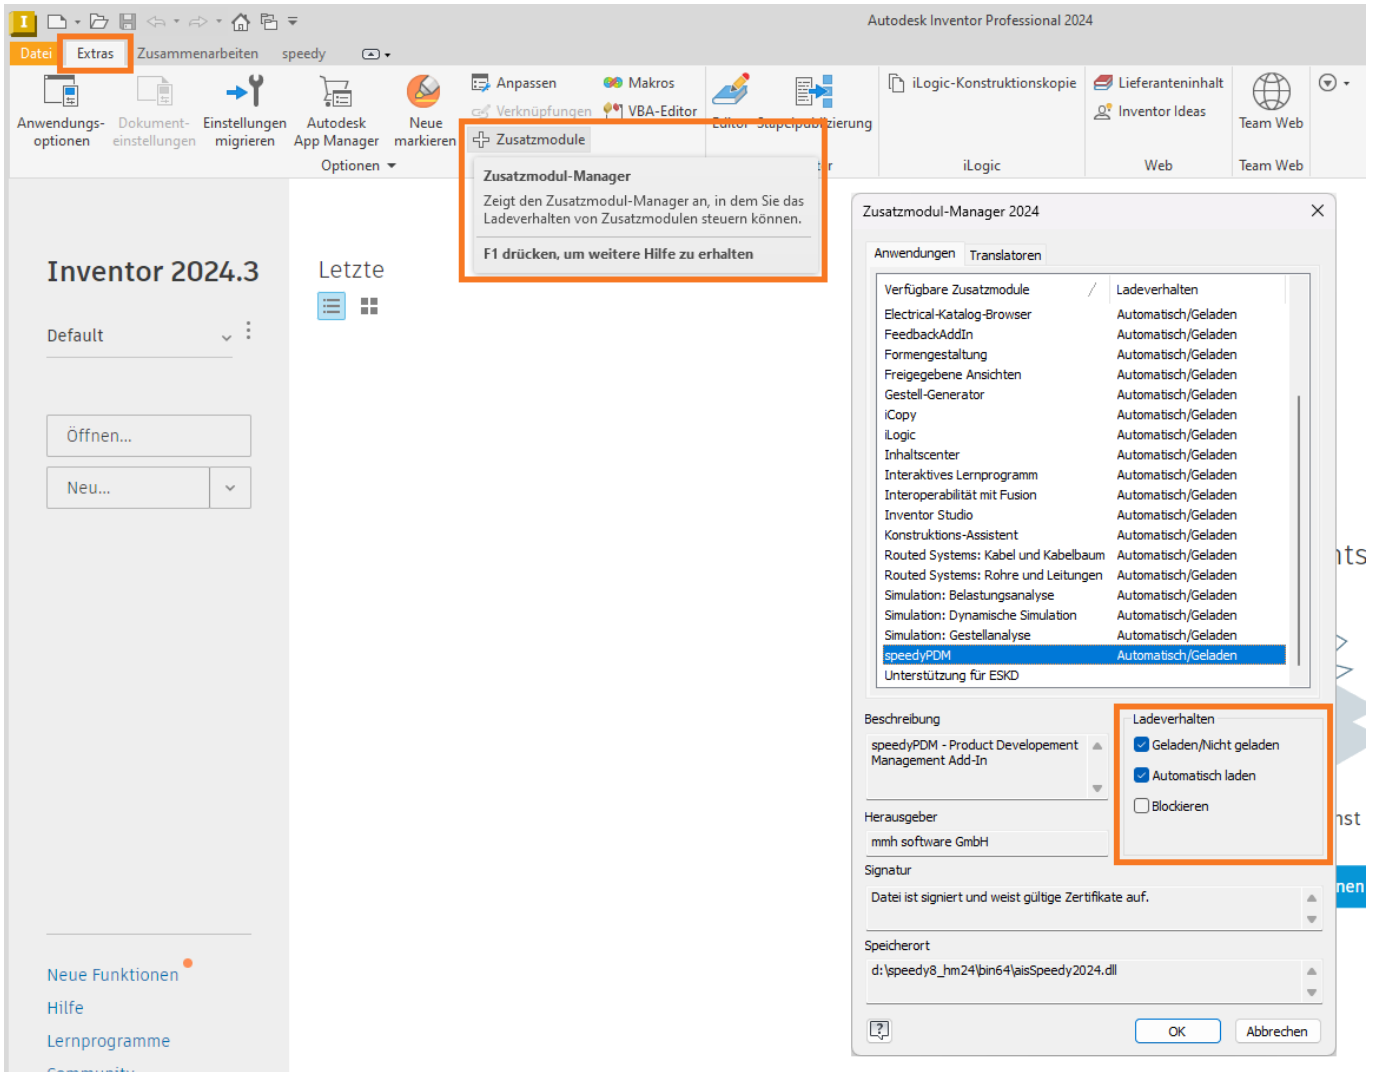 Autodesk Inventor Professional 2024
Datei Extras Zusammenarbeiten speedy
Anwendungs-
optionen
Dokument-
einstellungen
Einstellungen
migrieren
Autodesk
App Manager
Neue
markieren
Anpassen
Verknüpfungen
Zusatzmodule
Makros
VBA-Editor
Editor Stapelpublizierung
iLogic-Konstruktionskopie
Lieferanteninhalt
Inventor Ideas
Team Web
Optionen
iLogic
Web
Team Web
Zusatzmodul-Manager
Zeigt den Zusatzmodul-Manager an, in dem Sie das
Ladeverhalten von Zusatzmodulen steuern können.
F1 drücken, um weitere Hilfe zu erhalten
Inventor 2024.3
Default
Öffnen...
Neu...
Neue Funktionen
Hilfe
Lernprogramme
Community
Letzte
Zusatzmodul-Manager 2024
Anwendungen Translatoren
Verfügbare Zusatzmodule / Ladeverhalten
Electrical-Katalog-Browser Automatisch/Geladen
FeedbackAddIn Automatisch/Geladen
Formengestaltung Automatisch/Geladen
Freigegebene Ansichten Automatisch/Geladen
Gestell-Generator Automatisch/Geladen
iCopy Automatisch/Geladen
iLogic Automatisch/Geladen
Inhaltscenter Automatisch/Geladen
Interaktives Lernprogramm Automatisch/Geladen
Interoperabilität mit Fusion Automatisch/Geladen
Inventor Studio Automatisch/Geladen
Konstruktions-Assistent Automatisch/Geladen
Routed Systems: Kabel und Kabelbaum Automatisch/Geladen
Routed Systems: Rohre und Leitungen Automatisch/Geladen
Simulation: Belastungsanalyse Automatisch/Geladen
Simulation: Dynamische Simulation Automatisch/Geladen
Simulation: Gestellanalyse Automatisch/Geladen
speedyPDM Automatisch/Geladen
Unterstützung für ESKD
Beschreibung
speedyPDM - Product Developement
Management Add-In
Ladeverhalten
Geladen/Nicht geladen
Automatisch laden
Blockieren
Herausgeber
mmh software GmbH
Signatur
Datei ist signiert und weist gültige Zertifikate auf.
Speicherort
d:\speedy8_hm24\bin64\aisSpeedy2024.dll
OK Abbrechen